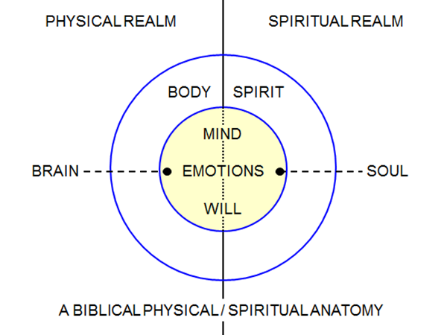 PHYSICAL REALM SPIRITUAL REALM
BODY SPIRIT
MIND
BRAIN EMOTIONS SOUL
WILL
A BIBLICAL PHYSICAL / SPIRITUAL ANATOMY